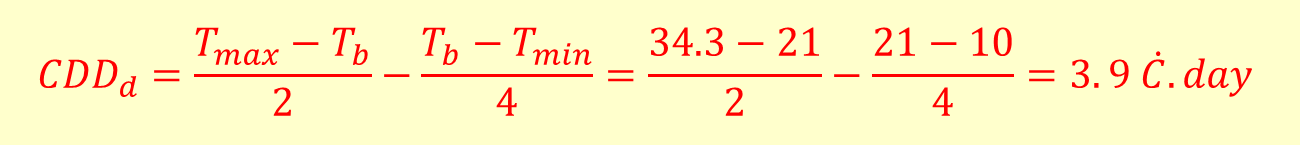 CDD_d = (T_max − T_b)/2 − (T_b − T_min)/4 = (34.3 − 21)/2 − (21 − 10)/4 = 3.9 Ċ.day